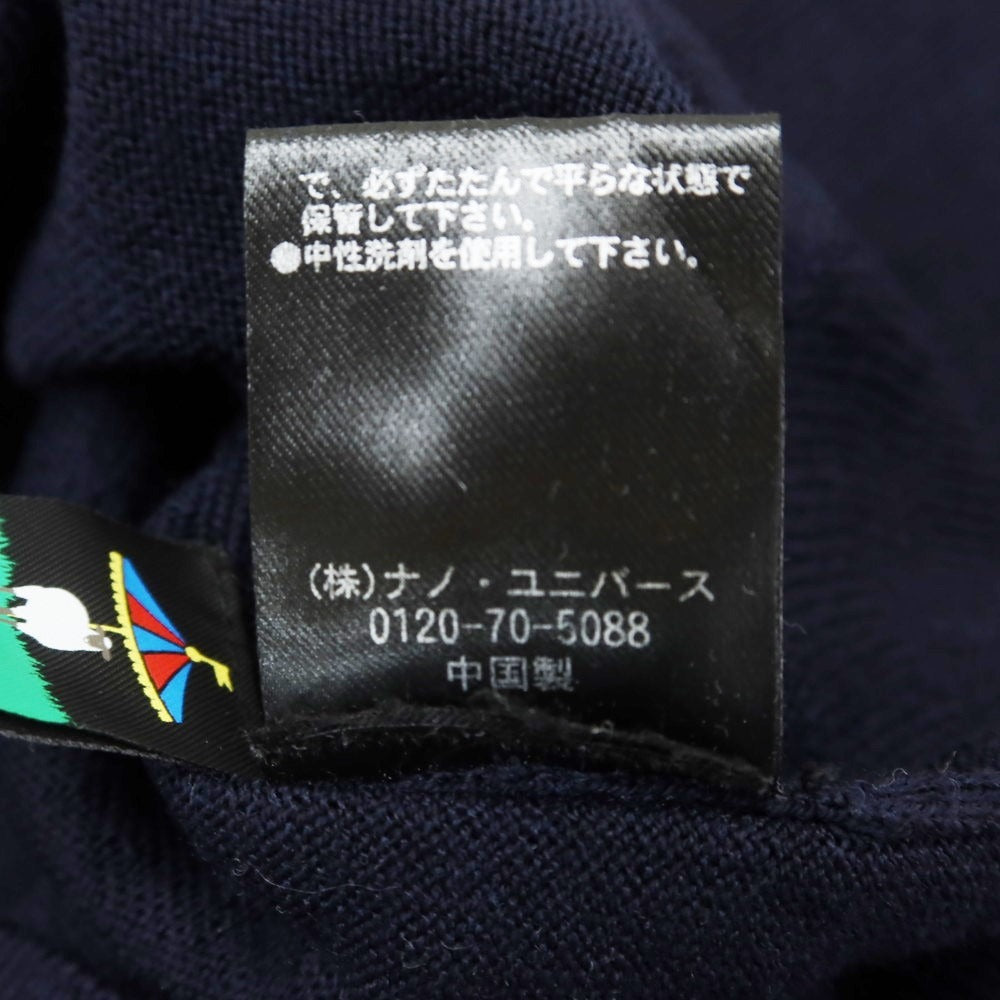 で、必ずたたんで平らな状態で
保管して下さい。
●中性洗剤を使用して下さい。
(株)ナノ・ユニバース
0120-70-5088
中国製